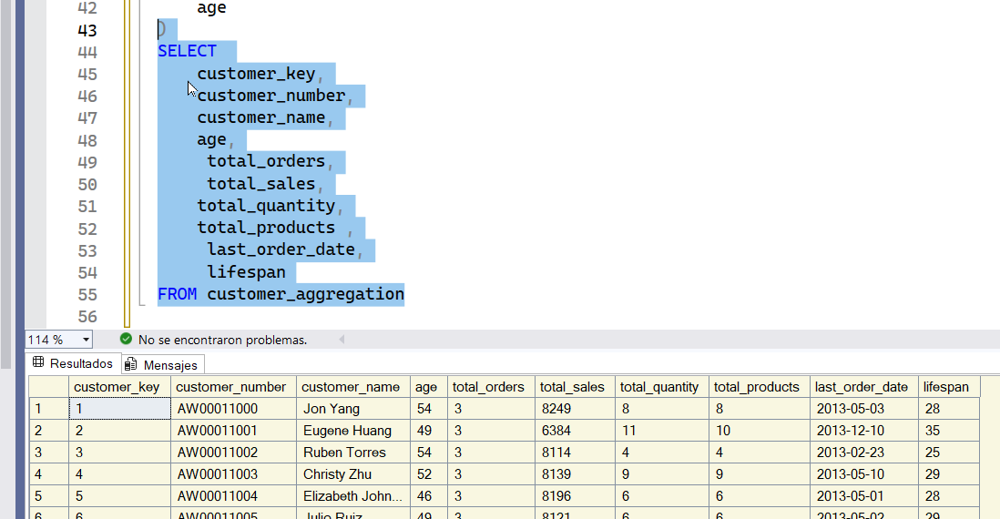 42 age
43 )
44 SELECT
45 customer_key,
46 customer_number,
47 customer_name,
48 age,
49 total_orders,
50 total_sales,
51 total_quantity,
52 total_products ,
53 last_order_date,
54 lifespan
55 FROM customer_aggregation
56
114 % No se encontraron problemas.
Resultados Mensajes
customer_key customer_number customer_name age total_orders total_sales total_quantity total_products last_order_date lifespan
1 1 AW00011000 Jon Yang 54 3 8249 8 8 2013-05-03 28
2 2 AW00011001 Eugene Huang 49 3 6384 11 10 2013-12-10 35
3 3 AW00011002 Ruben Torres 54 3 8114 4 4 2013-02-23 25
4 4 AW00011003 Christy Zhu 52 3 8139 9 9 2013-05-10 29
5 5 AW00011004 Elizabeth John... 46 3 8196 6 6 2013-05-01 28
6 6 AW00011005 Julio Ruiz 49 3 8121 6 6 2013-05-02 29